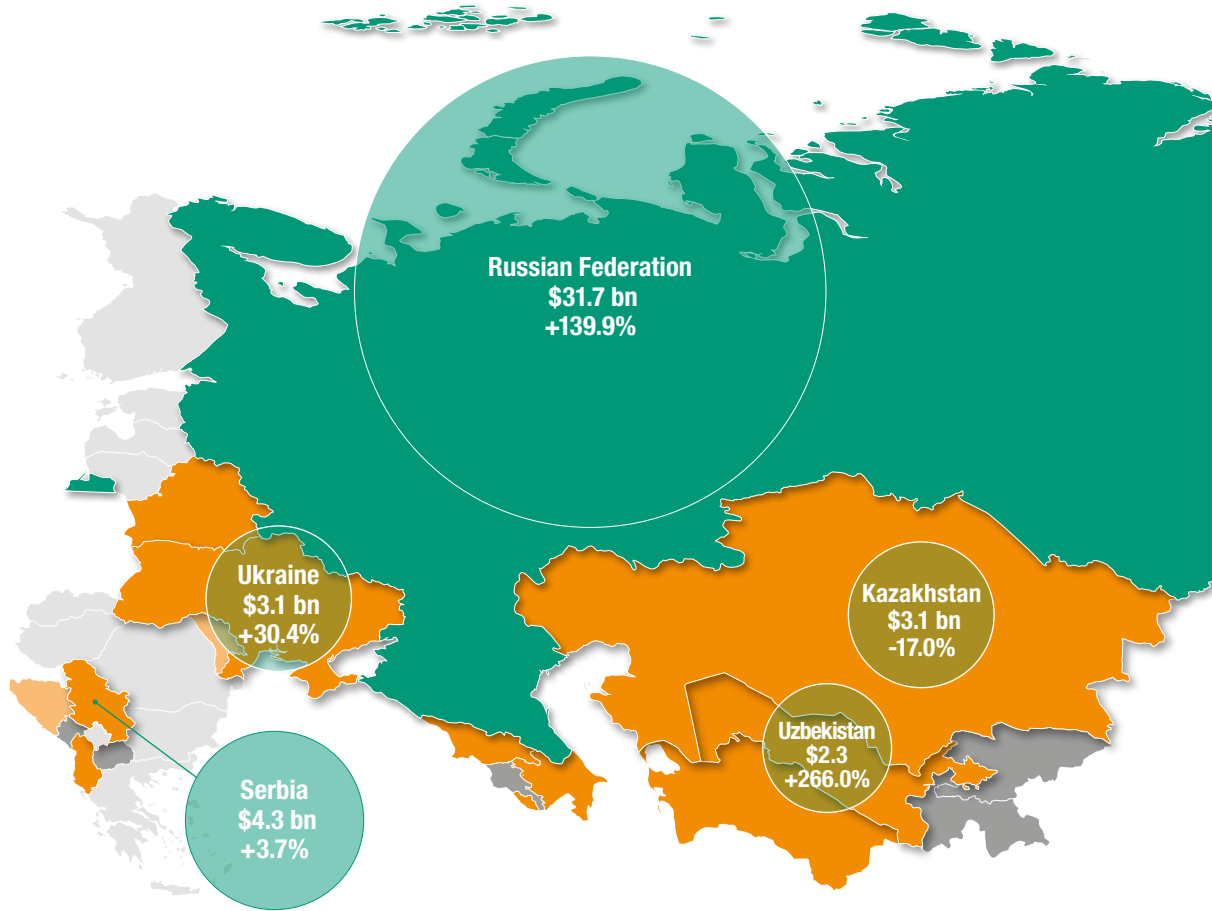 Russian Federation
$31.7 bn
+139.9%
Ukraine
$3.1 bn
+30.4%
Kazakhstan
$3.1 bn
-17.0%
Uzbekistan
$2.3
+266.0%
Serbia
$4.3 bn
+3.7%